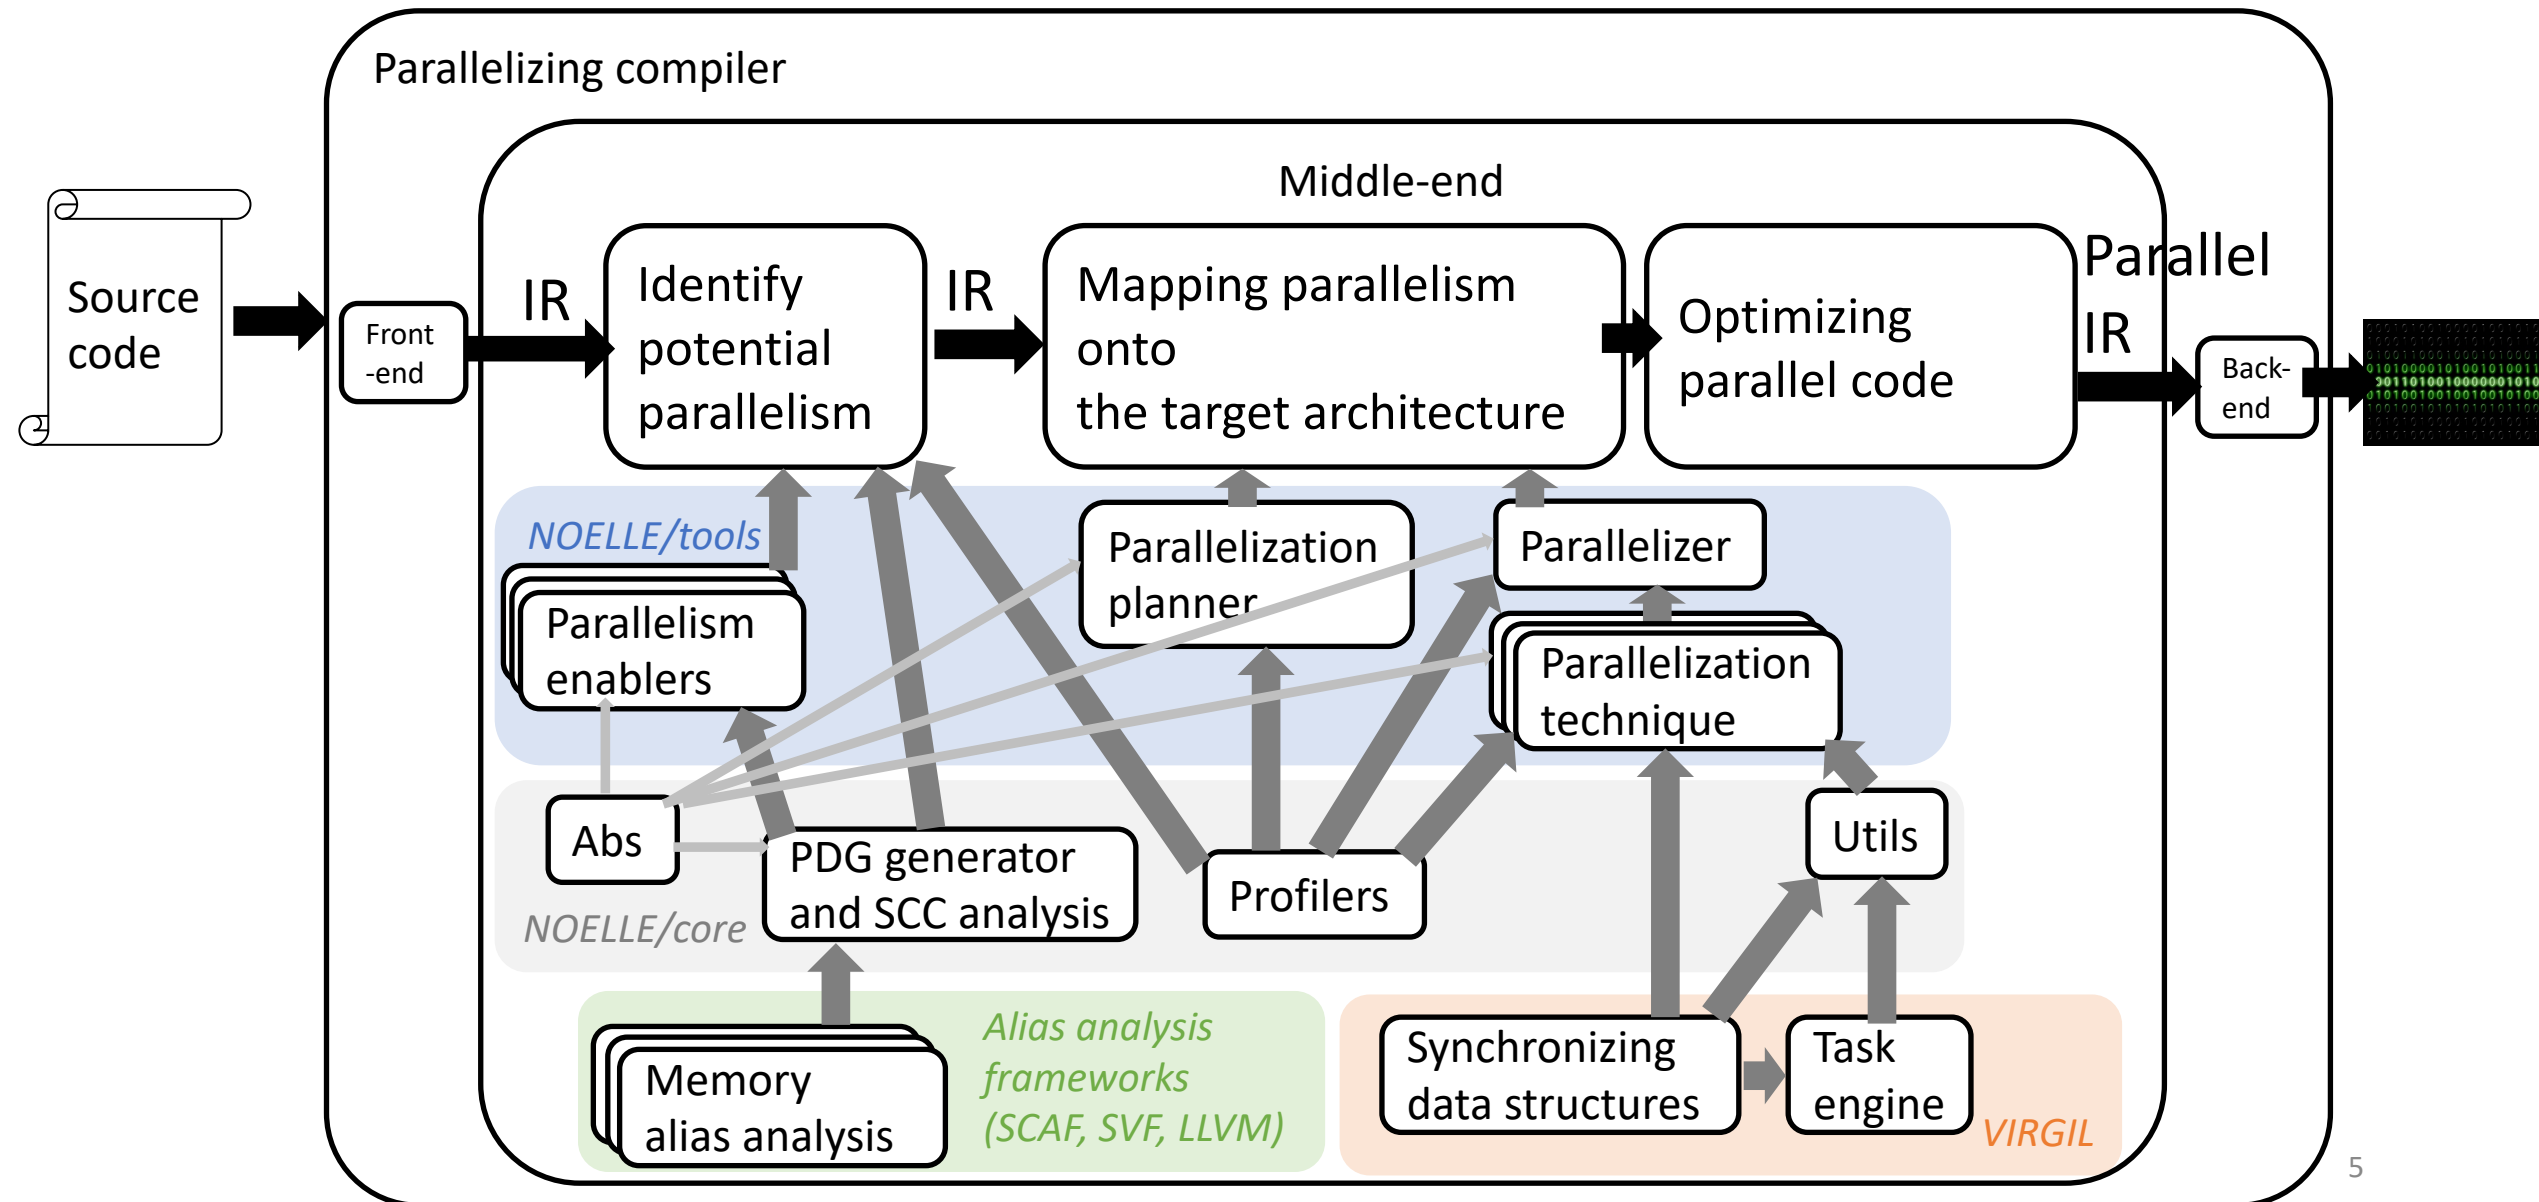 Parallelizing compiler
Middle-end
Source
code
Front
-end
IR
Identify
potential
parallelism
IR
Mapping parallelism
onto
the target architecture
Optimizing
parallel code
Parallel
IR
Back-
end
NOELLE/tools
Parallelism
enablers
Parallelization
planner
Parallelizer
Parallelization
technique
Abs
PDG generator
and SCC analysis
Profilers
Utils
NOELLE/core
Memory
alias analysis
Alias analysis
frameworks
(SCAF, SVF, LLVM)
Synchronizing
data structures
Task
engine
VIRGIL
5